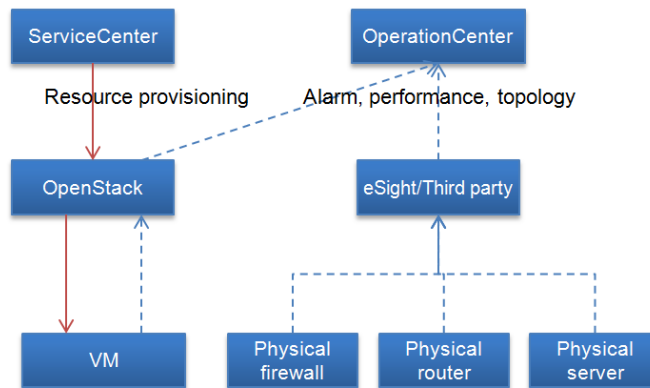 ServiceCenter
OperationCenter
Resource provisioning
Alarm, performance, topology
OpenStack
eSight/Third party
VM
Physical
firewall
Physical
router
Physical
server